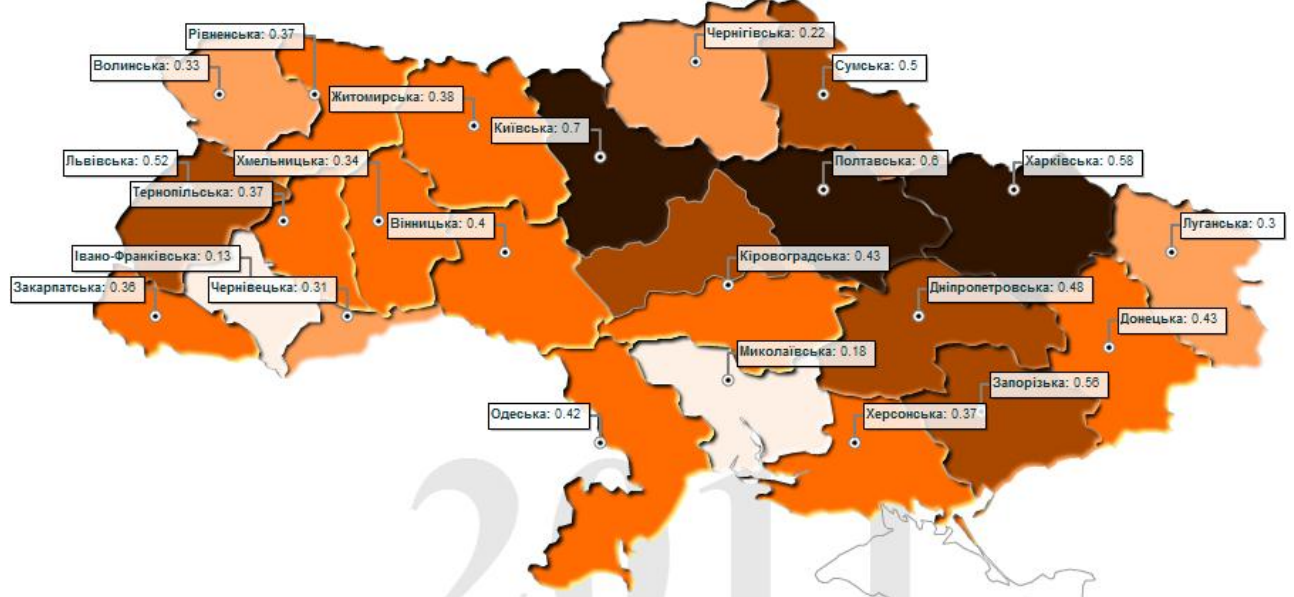 Рівненська: 0.37
Чернігівська: 0.22
Волинська: 0.33
Сумська: 0.5
Житомирська: 0.38
Київська: 0.7
Львівська: 0.52
Хмельницька: 0.34
Полтавська: 0.6
Харківська: 0.58
Тернопільська: 0.37
Вінницька: 0.4
Луганська: 0.3
Івано-Франківська: 0.13
Кіровоградська: 0.43
Закарпатська: 0.36
Чернівецька: 0.31
Дніпропетровська: 0.48
Донецька: 0.43
Миколаївська: 0.18
Запорізька: 0.56
Одеська: 0.42
Херсонська: 0.37
2011